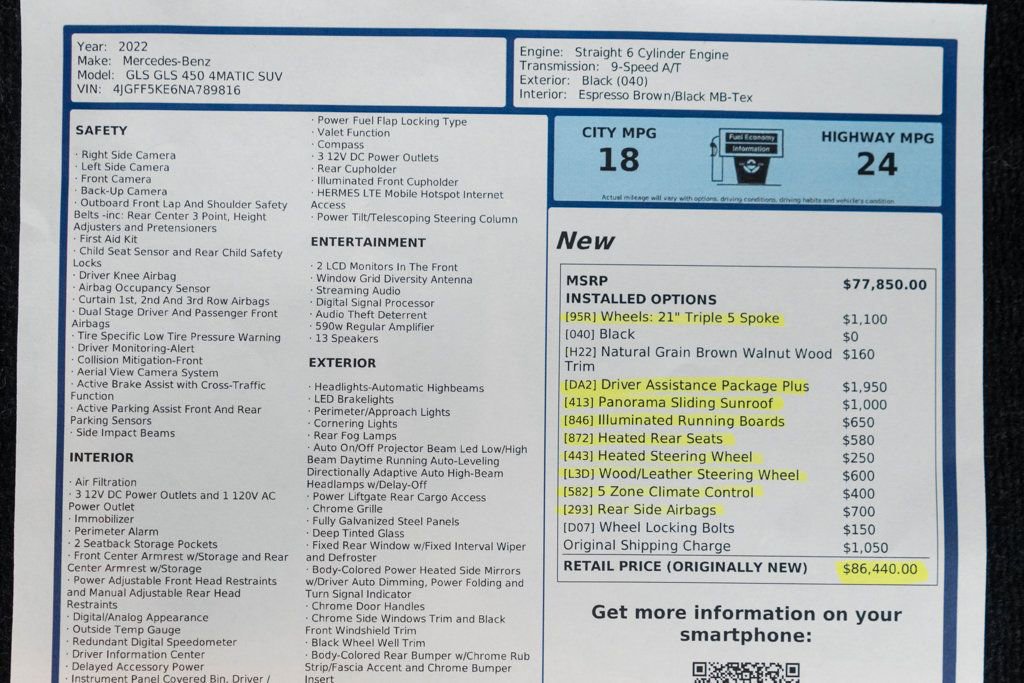 Year: 2022
Make: Mercedes-Benz
Model: GLS GLS 450 4MATIC SUV
VIN: 4JGFF5KE6NA789816
Engine: Straight 6 Cylinder Engine
Transmission: 9-Speed A/T
Exterior: Black (040)
Interior: Espresso Brown/Black MB-Tex
SAFETY
· Right Side Camera
· Left Side Camera
· Front Camera
· Back-Up Camera
· Outboard Front Lap And Shoulder Safety
Belts -inc: Rear Center 3 Point, Height
Adjusters and Pretensioners
· First Aid Kit
· Child Seat Sensor and Rear Child Safety
Locks
· Driver Knee Airbag
· Airbag Occupancy Sensor
· Curtain 1st, 2nd And 3rd Row Airbags
· Dual Stage Driver And Passenger Front
Airbags
· Tire Specific Low Tire Pressure Warning
· Driver Monitoring-Alert
· Collision Mitigation-Front
· Aerial View Camera System
· Active Brake Assist with Cross-Traffic
Function
· Active Parking Assist Front And Rear
Parking Sensors
· Side Impact Beams
INTERIOR
· Air Filtration
· 3 12V DC Power Outlets and 1 120V AC
Power Outlet
· Immobilizer
· Perimeter Alarm
· 2 Seatback Storage Pockets
· Front Center Armrest w/Storage and Rear
Center Armrest w/Storage
· Power Adjustable Front Head Restraints
and Manual Adjustable Rear Head
Restraints
· Digital/Analog Appearance
· Outside Temp Gauge
· Redundant Digital Speedometer
· Driver Information Center
· Delayed Accessory Power
· Instrument Panel Covered Bin, Driver /
· Power Fuel Flap Locking Type
· Valet Function
· Compass
· 3 12V DC Power Outlets
· Rear Cupholder
· Illuminated Front Cupholder
· HERMES LTE Mobile Hotspot Internet
Access
· Power Tilt/Telescoping Steering Column
ENTERTAINMENT
· 2 LCD Monitors In The Front
· Window Grid Diversity Antenna
· Streaming Audio
· Digital Signal Processor
· Audio Theft Deterrent
· 590w Regular Amplifier
· 13 Speakers
EXTERIOR
· Headlights-Automatic Highbeams
· LED Brakelights
· Perimeter/Approach Lights
· Cornering Lights
· Rear Fog Lamps
· Auto On/Off Projector Beam Led Low/High
Beam Daytime Running Auto-Leveling
Directionally Adaptive Auto High-Beam
Headlamps w/Delay-Off
· Power Liftgate Rear Cargo Access
· Chrome Grille
· Fully Galvanized Steel Panels
· Deep Tinted Glass
· Fixed Rear Window w/Fixed Interval Wiper
and Defroster
· Body-Colored Power Heated Side Mirrors
w/Driver Auto Dimming, Power Folding and
Turn Signal Indicator
· Chrome Door Handles
· Chrome Side Windows Trim and Black
Front Windshield Trim
· Black Wheel Well Trim
· Body-Colored Rear Bumper w/Chrome Rub
Strip/Fascia Accent and Chrome Bumper
Insert
CITY MPG
18
Fuel Economy
Information
HIGHWAY MPG
24
Actual mileage will vary with options, driving conditions, driving habits and vehicle's condition
New
MSRP $77,850.00
INSTALLED OPTIONS
[95R] Wheels: 21" Triple 5 Spoke $1,100
[040] Black $0
[H22] Natural Grain Brown Walnut Wood $160
Trim
[DA2] Driver Assistance Package Plus $1,950
[413] Panorama Sliding Sunroof $1,000
[846] Illuminated Running Boards $650
[872] Heated Rear Seats $580
[443] Heated Steering Wheel $250
[L3D] Wood/Leather Steering Wheel $600
[582] 5 Zone Climate Control $400
[293] Rear Side Airbags $700
[D07] Wheel Locking Bolts $150
Original Shipping Charge $1,050
RETAIL PRICE (ORIGINALLY NEW) $86,440.00
Get more information on your
smartphone: